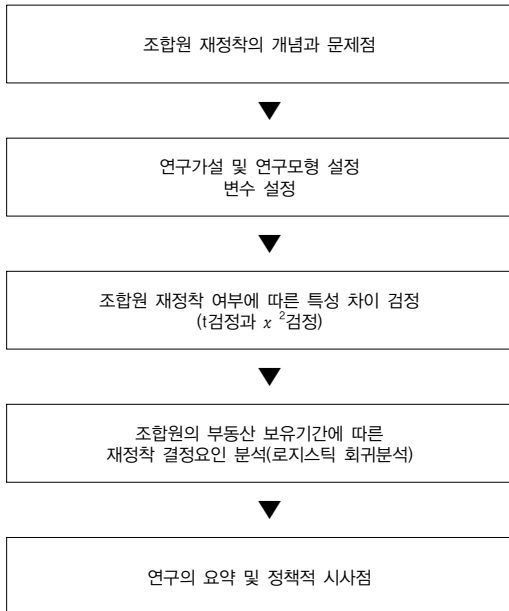 조합원 재정착의 개념과 문제점
▼
연구가설 및 연구모형 설정
변수 설정
▼
조합원 재정착 여부에 따른 특성 차이 검정
(t검정과 x ²검정)
▼
조합원의 부동산 보유기간에 따른
재정착 결정요인 분석(로지스틱 회귀분석)
▼
연구의 요약 및 정책적 시사점